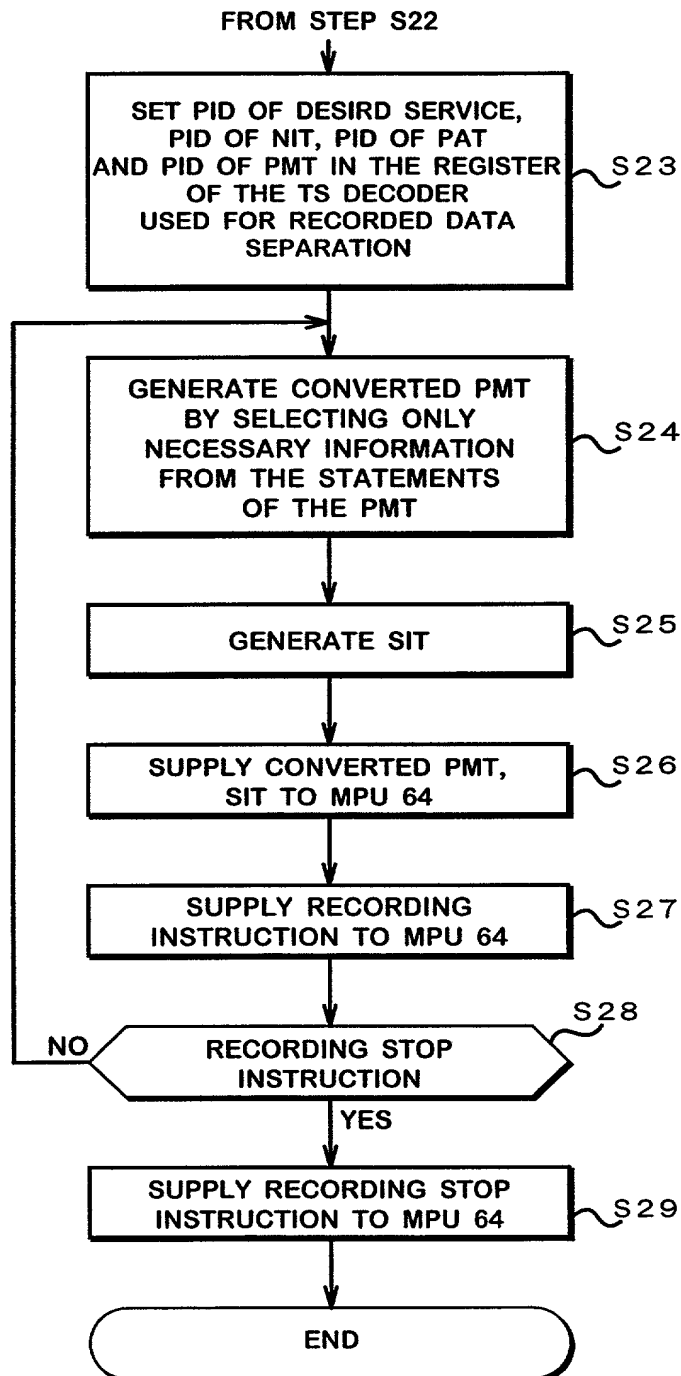 FROM STEP S22
SET PID OF DESIRD SERVICE,
PID OF NIT, PID OF PAT
AND PID OF PMT IN THE REGISTER
OF THE TS DECODER
USED FOR RECORDED DATA
SEPARATION
S23
GENERATE CONVERTED PMT
BY SELECTING ONLY
NECESSARY INFORMATION
FROM THE STATEMENTS
OF THE PMT
S24
GENERATE SIT
S25
SUPPLY CONVERTED PMT,
SIT TO MPU 64
S26
SUPPLY RECORDING
INSTRUCTION TO MPU 64
S27
S28
NO
RECORDING STOP
INSTRUCTION
YES
SUPPLY RECORDING STOP
INSTRUCTION TO MPU 64
S29
END